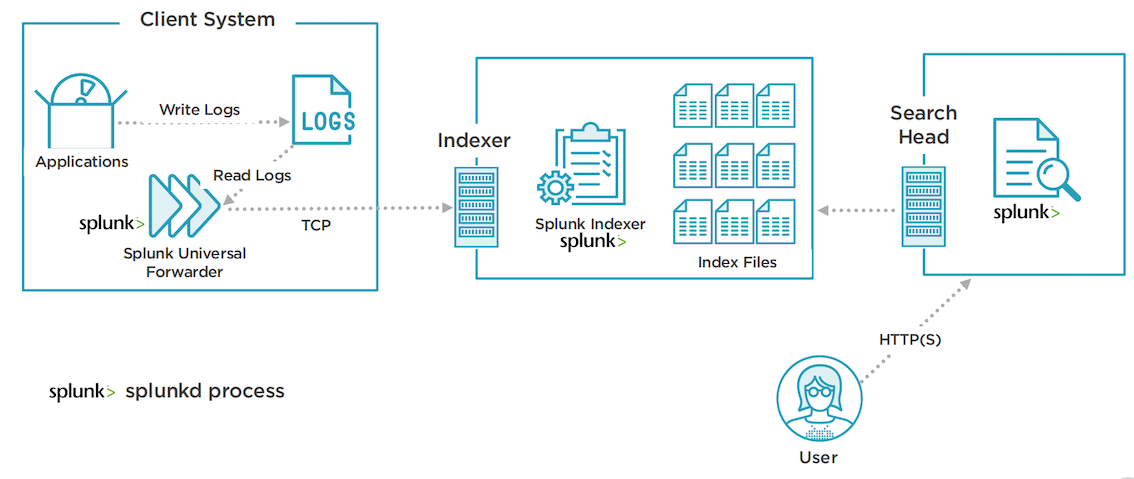 Client System
Write Logs
LOGS
Applications
Read Logs
splunk>
TCP
Splunk Universal
Forwarder
Indexer
Splunk Indexer
splunk>
Index Files
Search
Head
splunk>
HTTP(S)
User
splunk> splunkd process